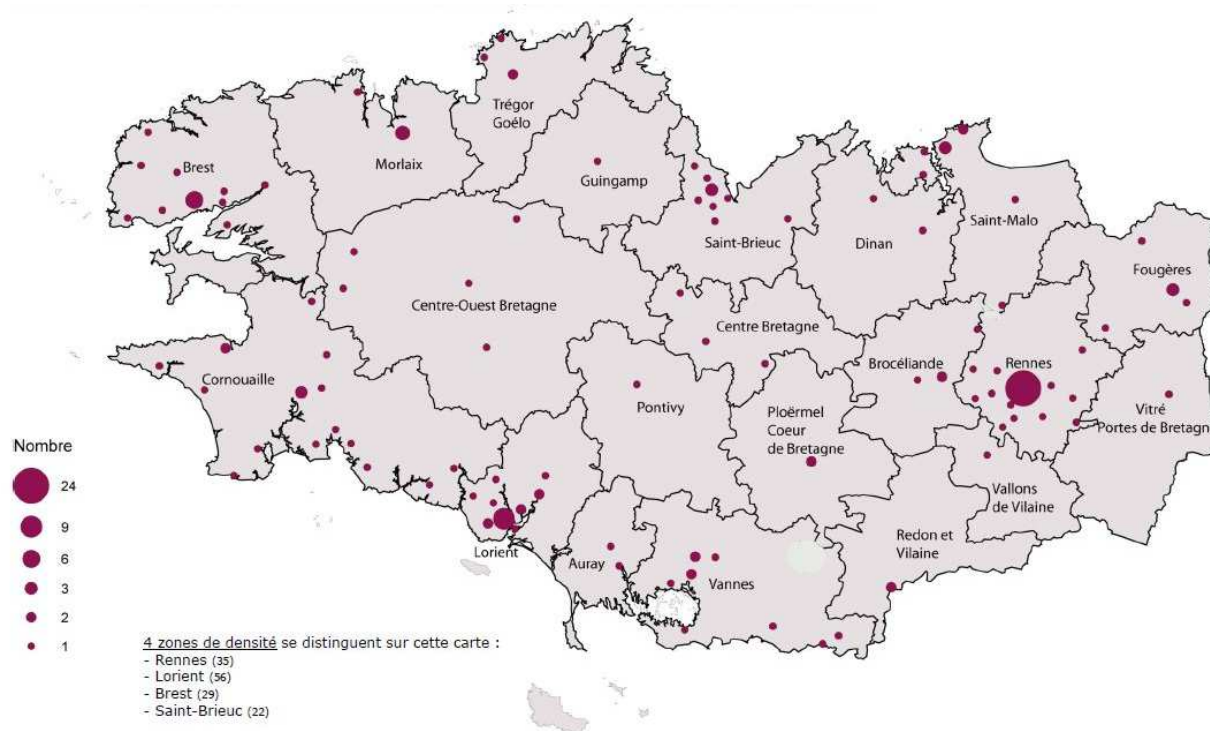 Trégor
Goélo
Brest
Morlaix
Guingamp
Saint-Brieuc
Dinan
Saint-Malo
Fougères
Centre-Ouest Bretagne
Centre Bretagne
Brocéliande
Rennes
Cornouaille
Pontivy
Ploërmel
Coeur
de Bretagne
Vitré
Portes de Bretagn
Vallons
de Vilaine
Redon et
Vilaine
Lorient
Auray
Vannes
Nombre
24
9
6
3
2
1
4 zones de densité se distinguent sur cette carte :
- Rennes (35)
- Lorient (56)
- Brest (29)
- Saint-Brieuc (22)